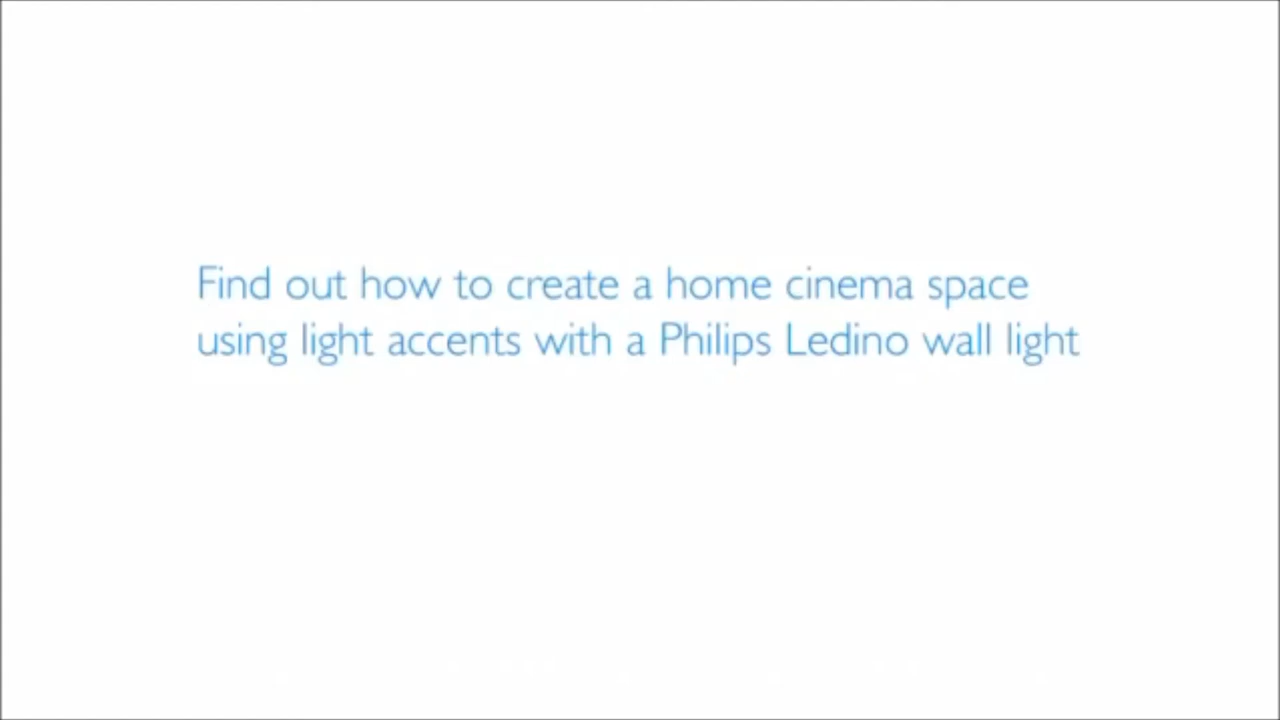 Find out how to create a home cinema space
using light accents with a Philips Ledino wall light